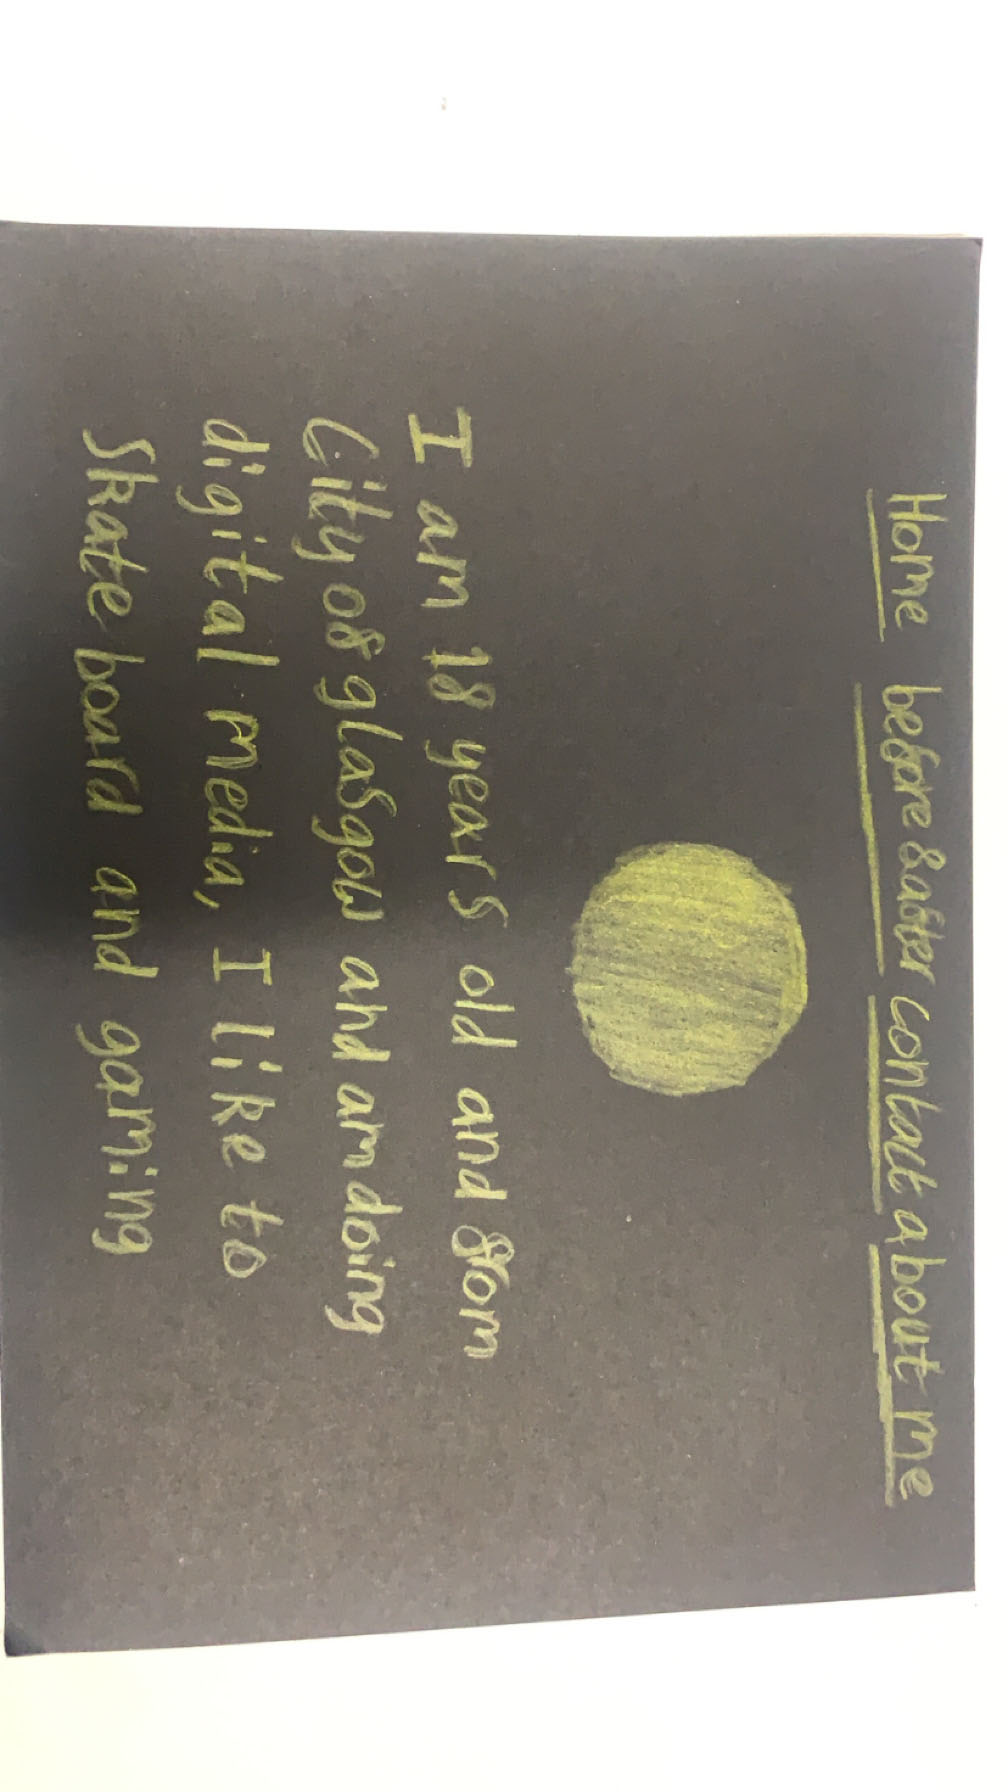 Home before & after contact about me
I am 18 years old and from
City of glasgow and am doing
digital media, I like to
Skate board and gaming